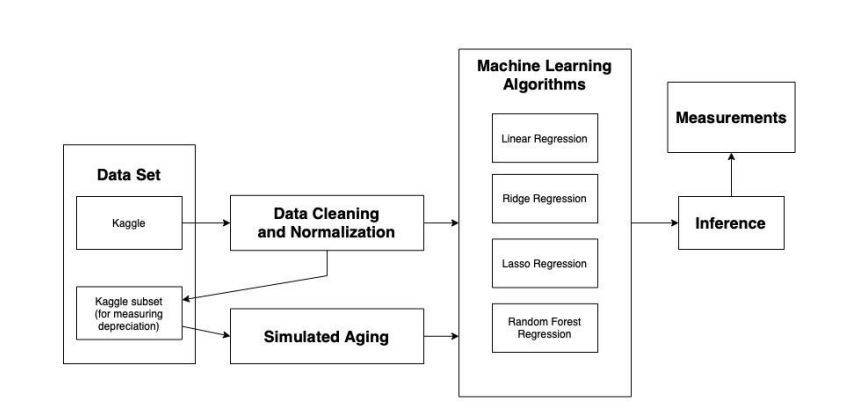 Machine Learning
Algorithms
Linear Regression
Ridge Regression
Lasso Regression
Random Forest
Regression
Data Set
Kaggle
Kaggle subset
(for measuring
depreciation)
Data Cleaning
and Normalization
Simulated Aging
Measurements
Inference